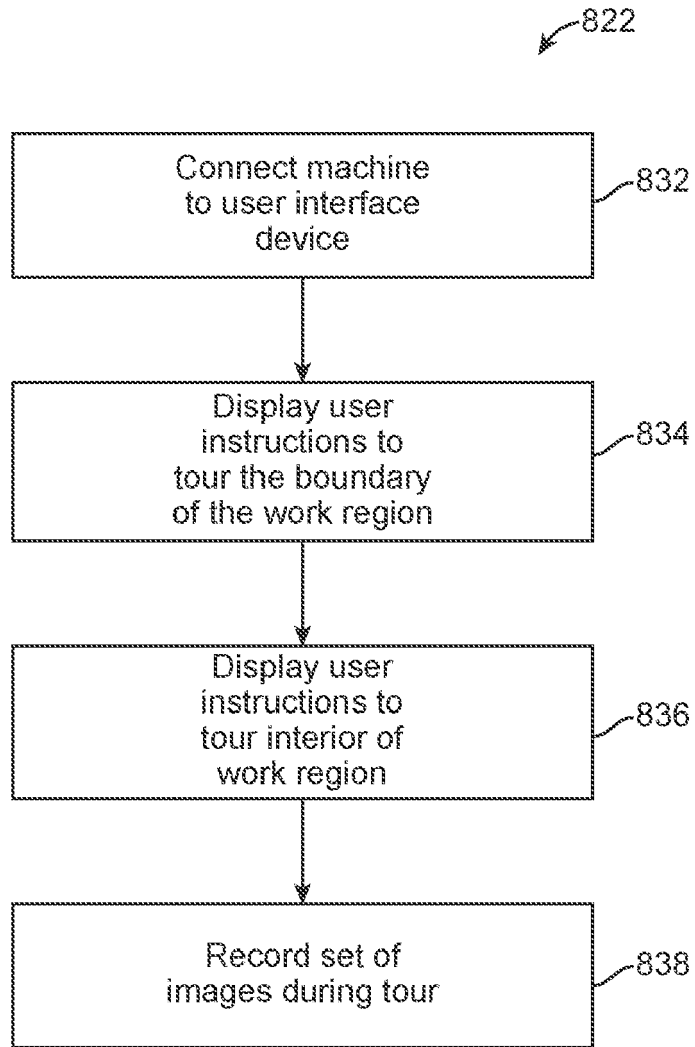 822
Connect machine
to user interface
device
832
Display user
instructions to
tour the boundary
of the work region
834
Display user
instructions to
tour interior of
work region
836
Record set of
images during tour
838